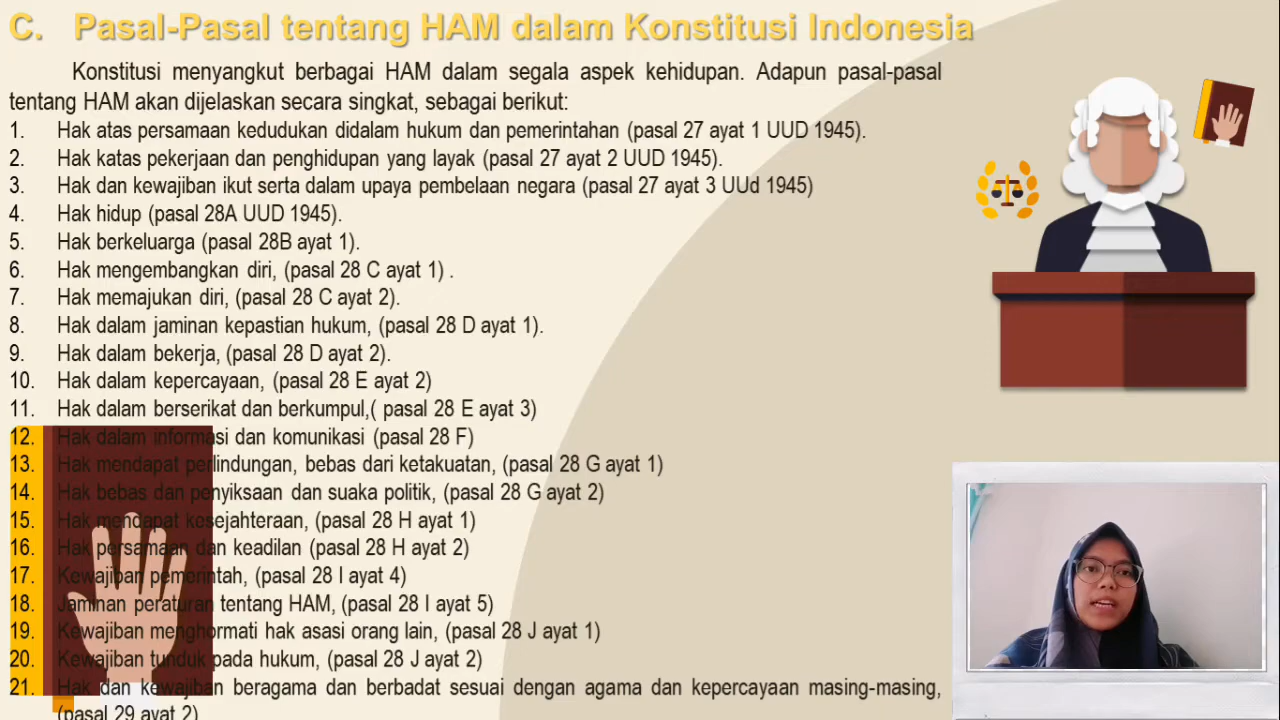 C. Pasal-Pasal tentang HAM dalam Konstitusi Indonesia
Konstitusi menyangkut berbagai HAM dalam segala aspek kehidupan. Adapun pasal-pasal
tentang HAM akan dijelaskan secara singkat, sebagai berikut:
1. Hak atas persamaan kedudukan didalam hukum dan pemerintahan (pasal 27 ayat 1 UUD 1945).
2. Hak katas pekerjaan dan penghidupan yang layak (pasal 27 ayat 2 UUD 1945).
3. Hak dan kewajiban ikut serta dalam upaya pembelaan negara (pasal 27 ayat 3 UUd 1945)
4. Hak hidup (pasal 28A UUD 1945).
5. Hak berkeluarga (pasal 28B ayat 1).
6. Hak mengembangkan diri, (pasal 28 C ayat 1) .
7. Hak memajukan diri, (pasal 28 C ayat 2).
8. Hak dalam jaminan kepastian hukum, (pasal 28 D ayat 1).
9. Hak dalam bekerja, (pasal 28 D ayat 2).
10. Hak dalam kepercayaan, (pasal 28 E ayat 2)
11. Hak dalam berserikat dan berkumpul,( pasal 28 E ayat 3)
12. Hak dalam informasi dan komunikasi (pasal 28 F)
13. Hak mendapat perlindungan, bebas dari ketakuatan, (pasal 28 G ayat 1)
14. Hak bebas dan penyiksaan dan suaka politik, (pasal 28 G ayat 2)
15. Hak mendapat kesejahteraan, (pasal 28 H ayat 1)
16. Hak persamaan dan keadilan (pasal 28 H ayat 2)
17. Kewajiban pemerintah, (pasal 28 I ayat 4)
18. Jaminan peraturan tentang HAM, (pasal 28 I ayat 5)
19. Kewajiban menghormati hak asasi orang lain, (pasal 28 J ayat 1)
20. Kewajiban tunduk pada hukum, (pasal 28 J ayat 2)
21. Hak dan kewajiban beragama dan berbadat sesuai dengan agama dan kepercayaan masing-masing,
(pasal 29 ayat 2)